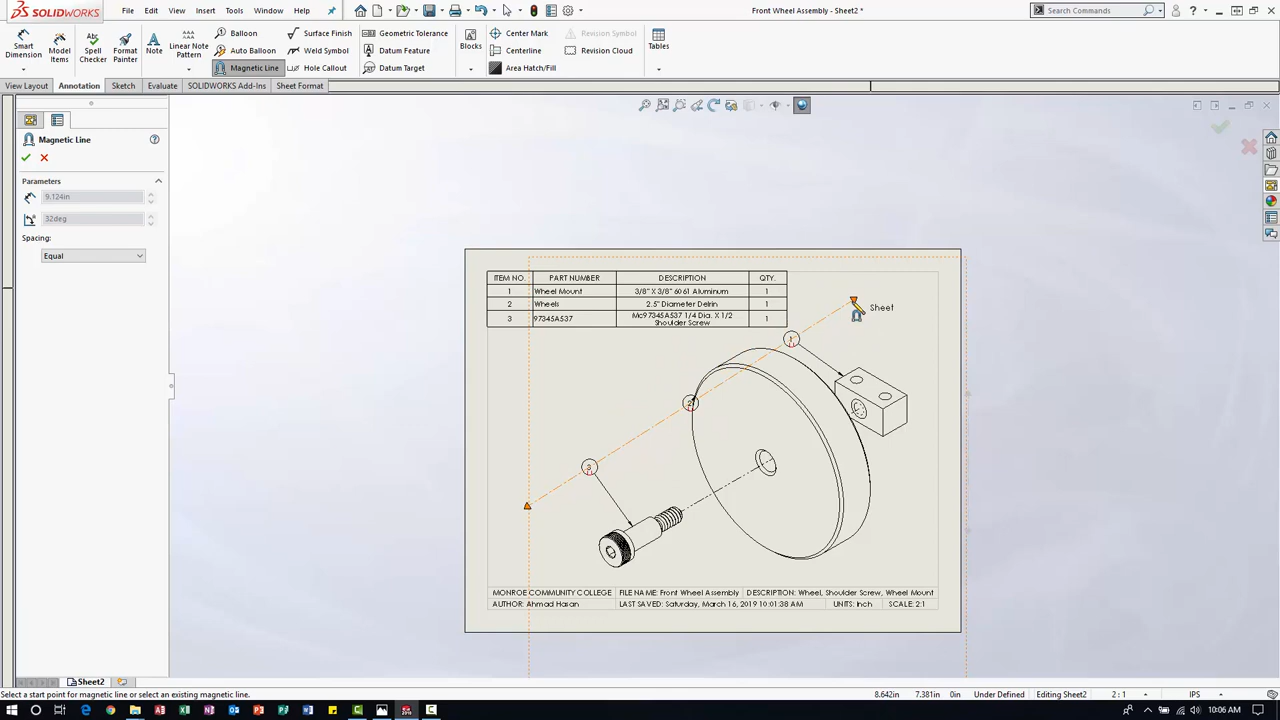 SOLIDWORKS File Edit View Insert Tools Window Help Front Wheel Assembly - Sheet2 * Search Commands
Smart Dimension Model Items Spell Checker Format Painter Note Linear Note Pattern
Balloon Surface Finish Geometric Tolerance Center Mark Revision Symbol
Auto Balloon Weld Symbol Datum Feature Centerline Revision Cloud
Magnetic Line Hole Callout Datum Target Area Hatch/Fill
Blocks Tables
View Layout Annotation Sketch Evaluate SOLIDWORKS Add-Ins Sheet Format
Magnetic Line
Parameters
9.124in
32deg
Spacing:
Equal
ITEM NO. PART NUMBER DESCRIPTION QTY.
1 Wheel Mount 3/8" X 3/8" 6061 Aluminum 1
2 Wheels 2.5" Diameter Delrin 1
3 97345A537 Mc97345A537 1/4 Dia. X 1/2 Shoulder Screw 1
Sheet
1
2
3
MONROE COMMUNITY COLLEGE FILE NAME: Front Wheel Assembly DESCRIPTION: Wheel, Shoulder Screw, Wheel Mount
AUTHOR: Ahmad Hasan LAST SAVED: Saturday, March 16, 2019 10:01:38 AM UNITS: Inch SCALE: 2:1
Sheet2
Select a start point for magnetic line or select an existing magnetic line. 8.642in 7.381in 0in Under Defined Editing Sheet2 2 : 1 IPS
10:06 AM